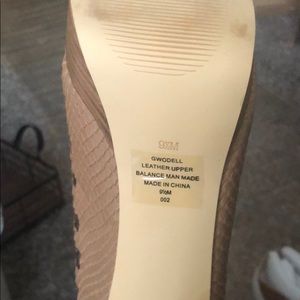 GWODELL
LEATHER UPPER
BALANCE MAN MADE
MADE IN CHINA
9½M
002